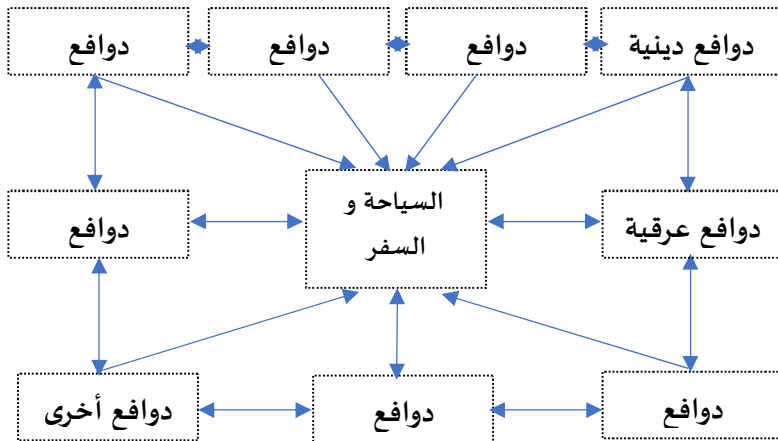 دوافع دينية
دوافع
دوافع
دوافع
دوافع عرقية
السياحة و
السفر
دوافع
دوافع
دوافع
دوافع أخرى